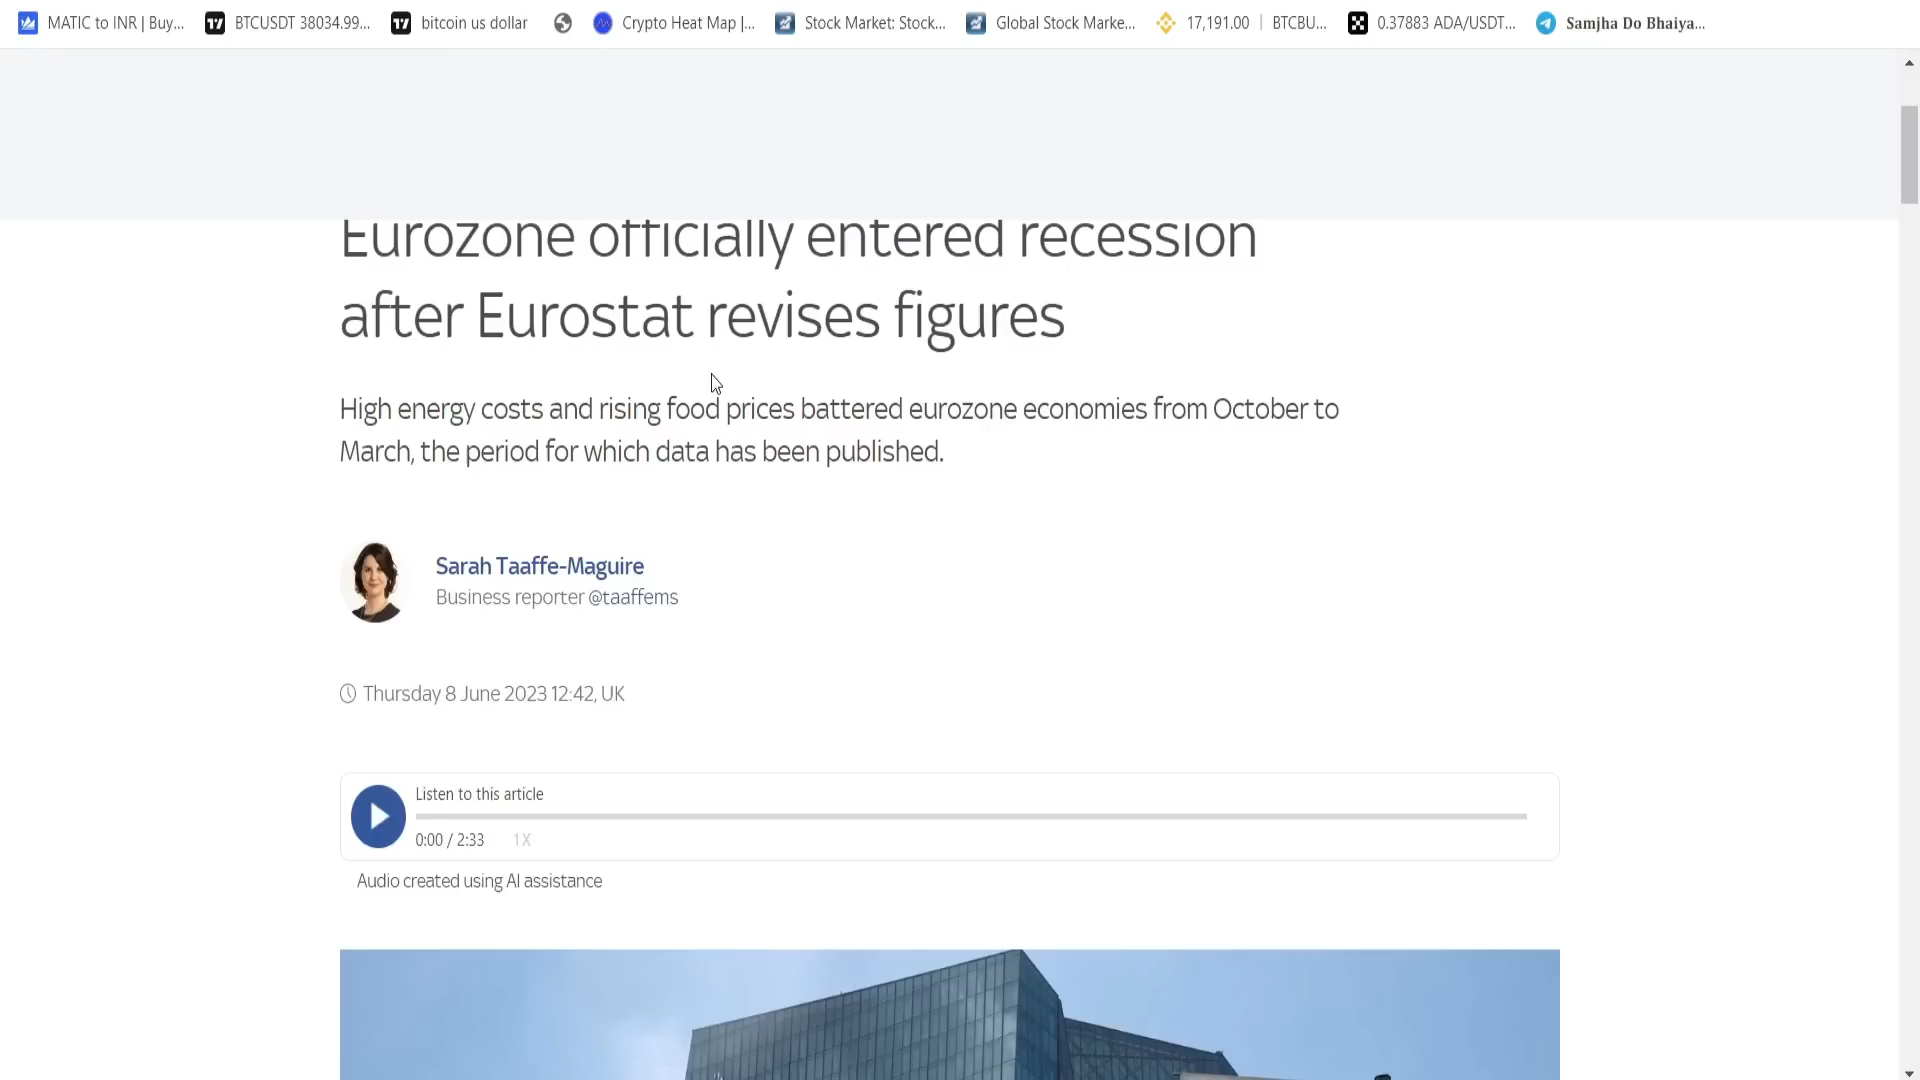 MATIC to INR | Buy...
BTCUSDT 38034.99...
bitcoin us dollar
Crypto Heat Map |...
Stock Market: Stock...
Global Stock Marke...
17,191.00 | BTCBU...
0.37883 ADA/USDT...
Samjha Do Bhaiya...
Eurozone officially entered recession
after Eurostat revises figures
High energy costs and rising food prices battered eurozone economies from October to
March, the period for which data has been published.
Sarah Taaffe-Maguire
Business reporter @taaffems
Thursday 8 June 2023 12:42, UK
Listen to this article
0:00 / 2:33 1X
Audio created using AI assistance